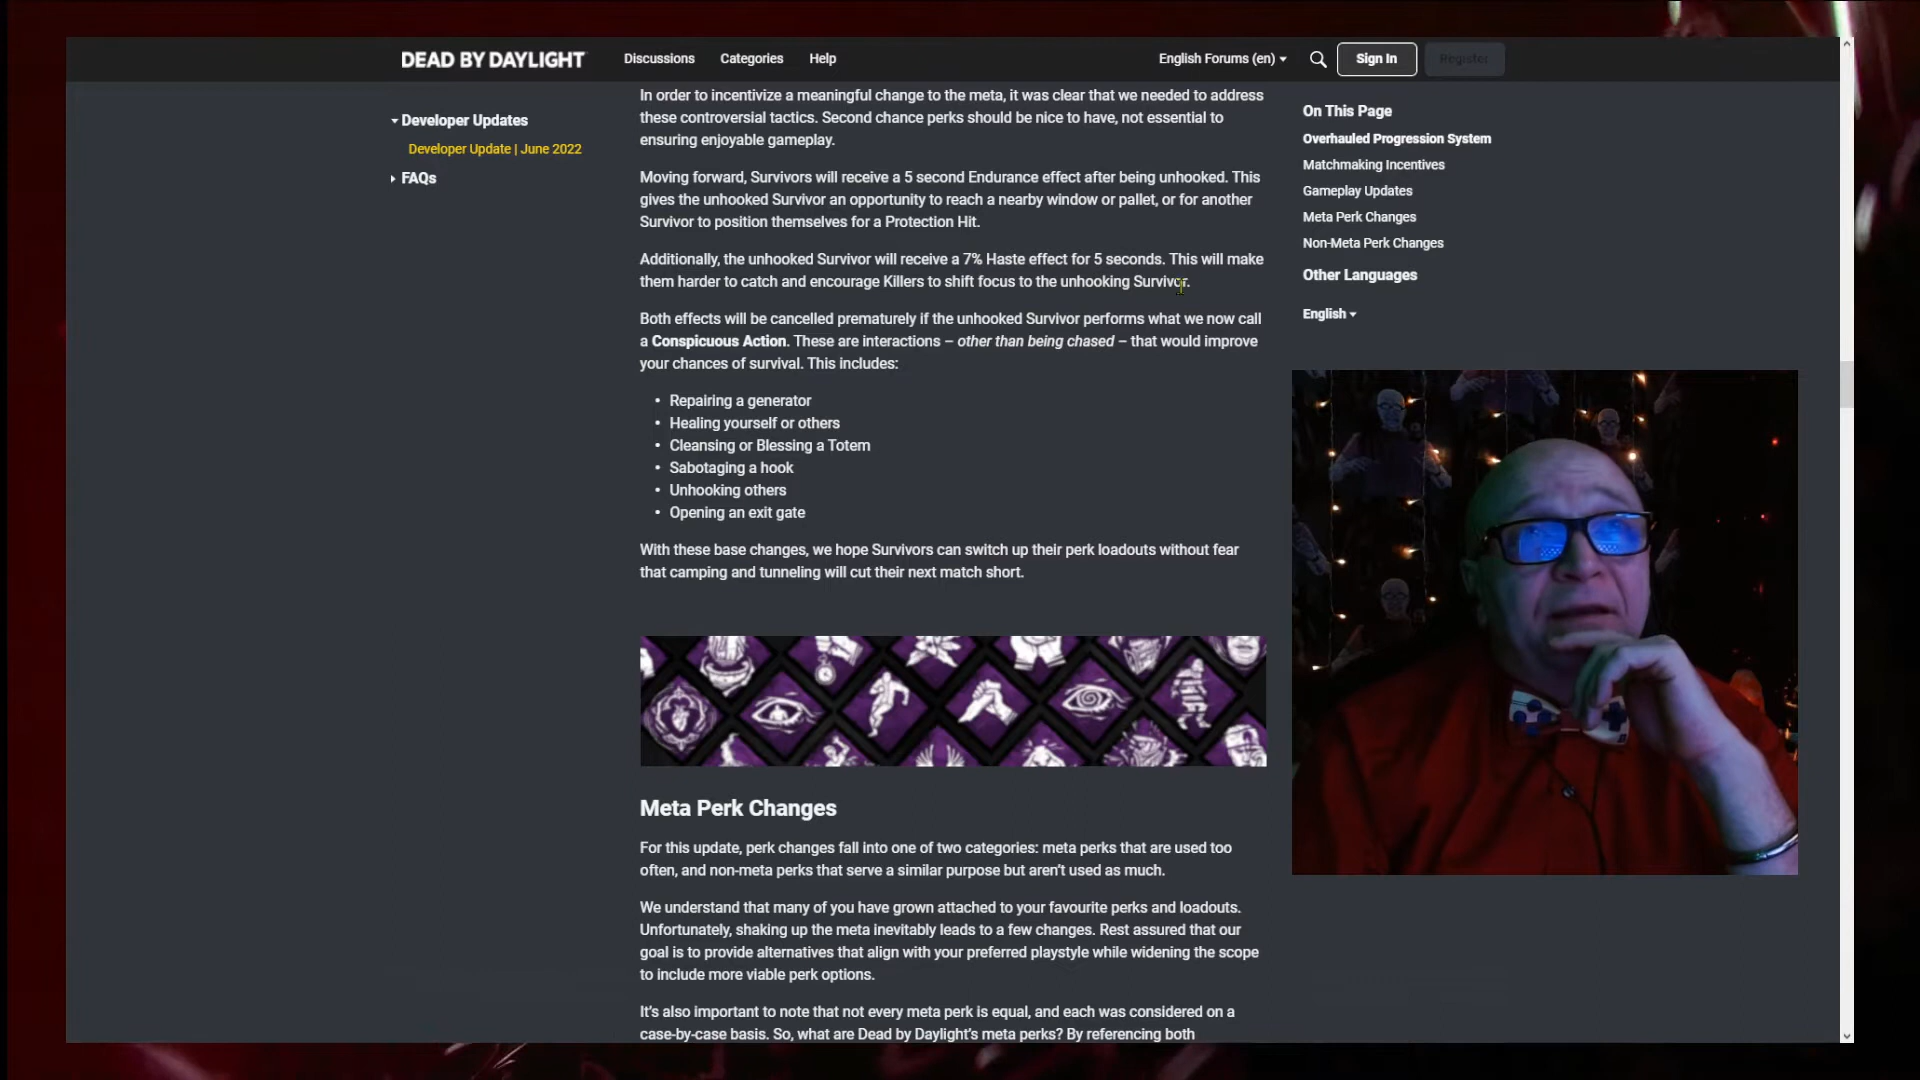 DEAD BY DAYLIGHT
Discussions
Categories
Help
English Forums (en)
Sign In
Register
Developer Updates
Developer Update | June 2022
FAQs
In order to incentivize a meaningful change to the meta, it was clear that we needed to address
these controversial tactics. Second chance perks should be nice to have, not essential to
ensuring enjoyable gameplay.
Moving forward, Survivors will receive a 5 second Endurance effect after being unhooked. This
gives the unhooked Survivor an opportunity to reach a nearby window or pallet, or for another
Survivor to position themselves for a Protection Hit.
Additionally, the unhooked Survivor will receive a 7% Haste effect for 5 seconds. This will make
them harder to catch and encourage Killers to shift focus to the unhooking Survivor.
Both effects will be cancelled prematurely if the unhooked Survivor performs what we now call
a Conspicuous Action. These are interactions – other than being chased – that would improve
your chances of survival. This includes:
• Repairing a generator
• Healing yourself or others
• Cleansing or Blessing a Totem
• Sabotaging a hook
• Unhooking others
• Opening an exit gate
With these base changes, we hope Survivors can switch up their perk loadouts without fear
that camping and tunneling will cut their next match short.
Meta Perk Changes
For this update, perk changes fall into one of two categories: meta perks that are used too
often, and non-meta perks that serve a similar purpose but aren't used as much.
We understand that many of you have grown attached to your favourite perks and loadouts.
Unfortunately, shaking up the meta inevitably leads to a few changes. Rest assured that our
goal is to provide alternatives that align with your preferred playstyle while widening the scope
to include more viable perk options.
It's also important to note that not every meta perk is equal, and each was considered on a
case-by-case basis. So, what are Dead by Daylight's meta perks? By referencing both
On This Page
Overhauled Progression System
Matchmaking Incentives
Gameplay Updates
Meta Perk Changes
Non-Meta Perk Changes
Other Languages
English